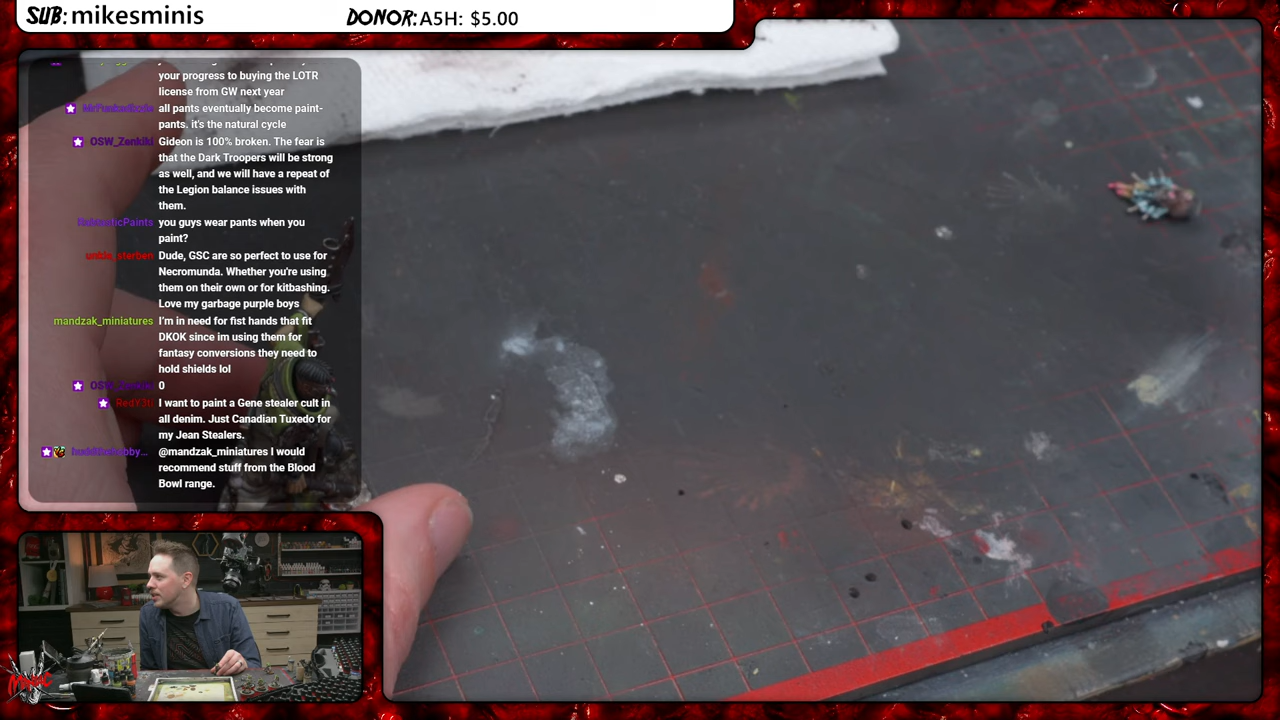 SUB: mikesminis
DONOR: A5H: $5.00
your progress to buying the LOTR
license from GW next year
all pants eventually become paint-
pants. it's the natural cycle
OSW_Zenkiki Gideon is 100% broken. The fear is
that the Dark Troopers will be strong
as well, and we will have a repeat of
the Legion balance issues with
them.
you guys wear pants when you
paint?
Dude, GSC are so perfect to use for
Necromunda. Whether you're using
them on their own or for kitbashing.
Love my garbage purple boys
mandzak_miniatures I'm in need for fist hands that fit
DKOK since im using them for
fantasy conversions they need to
hold shields lol
0
I want to paint a Gene stealer cult in
all denim. Just Canadian Tuxedo for
my Jean Stealers.
@mandzak_miniatures I would
recommend stuff from the Blood
Bowl range.